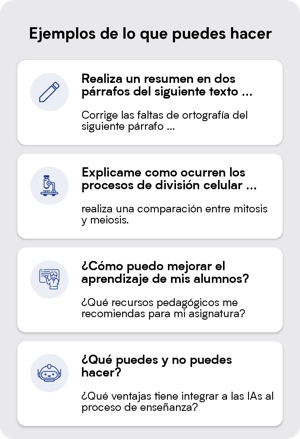 Ejemplos de lo que puedes hacer
Realiza un resumen en dos
párrafos del siguiente texto ...
Corrige las faltas de ortografía del
siguiente párrafo ...
Explicame como ocurren los
procesos de división celular ...
realiza una comparación entre mitosis
y meiosis.
¿Cómo puedo mejorar el
aprendizaje de mis alumnos?
¿Qué recursos pedagógicos me
recomiendas para mi asignatura?
¿Qué puedes y no puedes
hacer?
¿Qué ventajas tiene integrar a las IAs al
proceso de enseñanza?